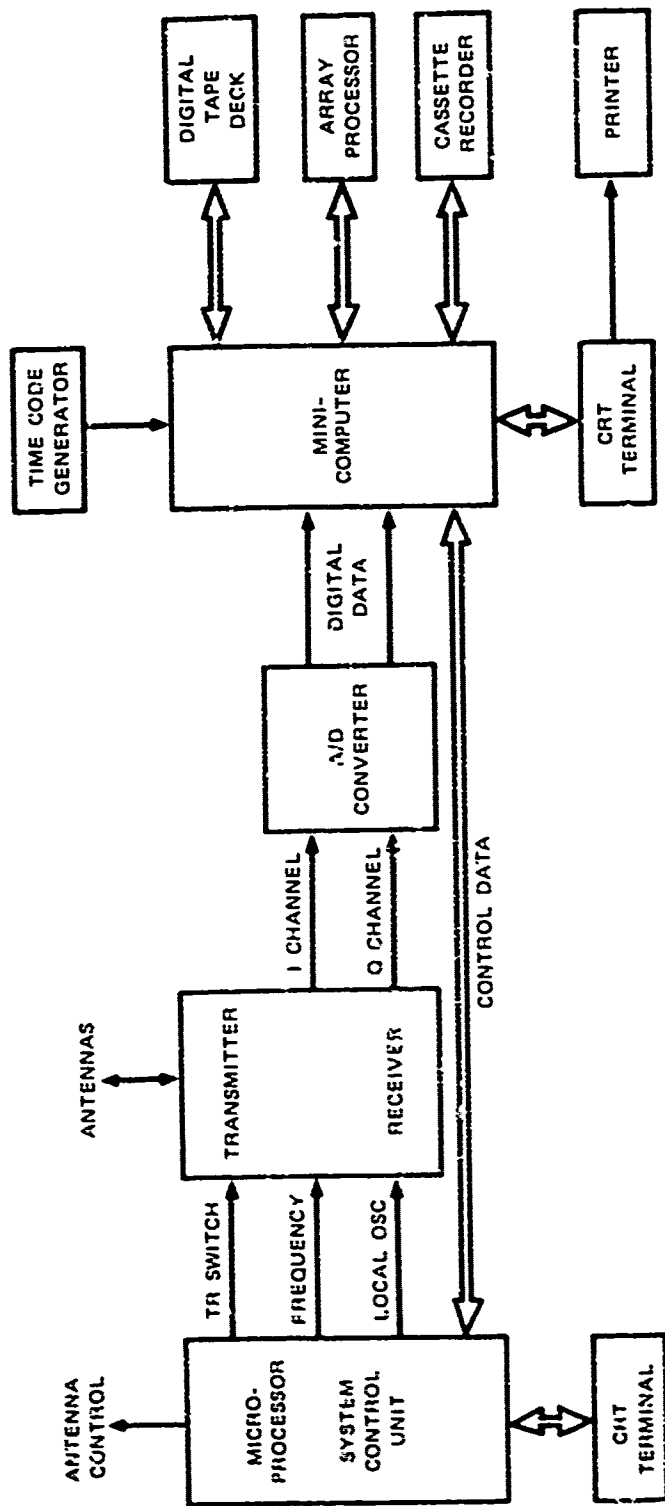 ANTENNA
CONTROL
MICRO-
PROCESSOR
SYSTEM
CONTROL
UNIT
CRT
TERMINAL
TR SWITCH
FREQUENCY
LOCAL OSC
ANTENNAS
TRANSMITTER
RECEIVER
I CHANNEL
Q CHANNEL
A/D
CONVERTER
DIGITAL
DATA
CONTROL DATA
TIME CODE
GENERATOR
MINI-
COMPUTER
CRT
TERMINAL
DIGITAL
TAPE
DECK
ARRAY
PROCESSOR
CASSETTE
RECORDER
PRINTER